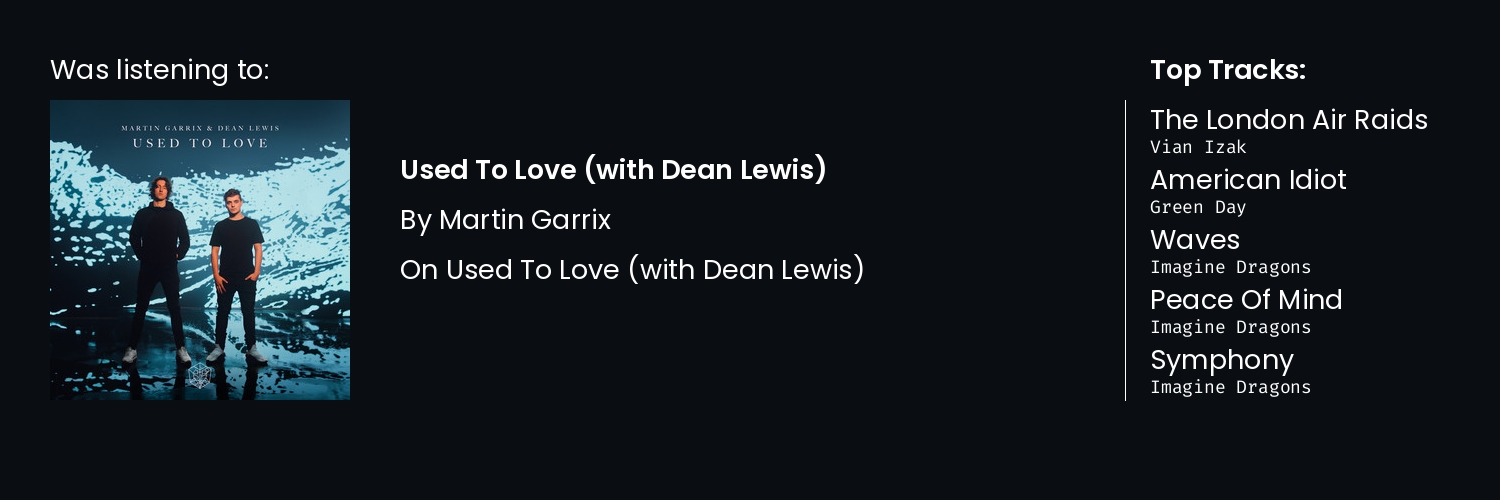 Was listening to:
MARTIN GARRIX & DEAN LEWIS
USED TO LOVE
Used To Love (with Dean Lewis)
By Martin Garrix
On Used To Love (with Dean Lewis)
Top Tracks:
The London Air Raids
Vian Izak
American Idiot
Green Day
Waves
Imagine Dragons
Peace Of Mind
Imagine Dragons
Symphony
Imagine Dragons